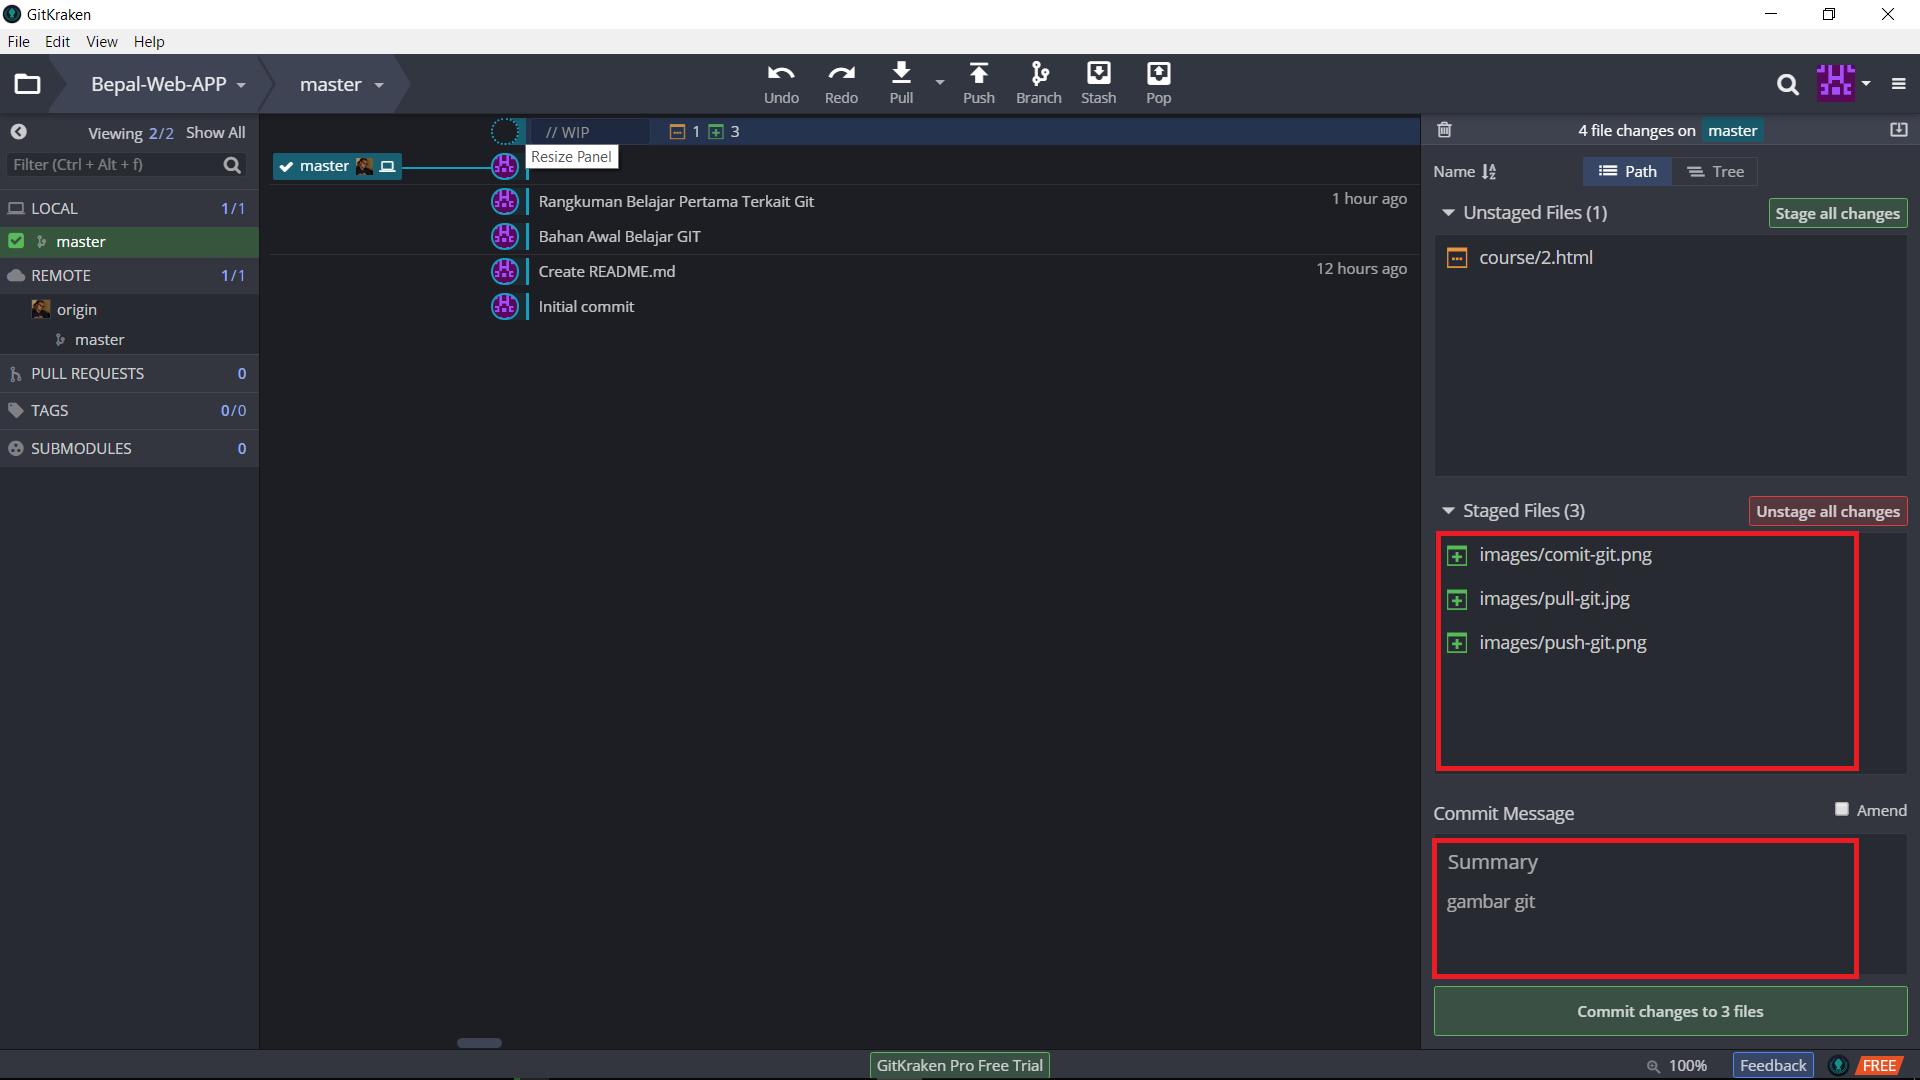 GitKraken
File Edit View Help
Bepal-Web-APP master Undo Redo Pull Push Branch Stash Pop
Viewing 2/2 Show All
Filter (Ctrl + Alt + f)
LOCAL 1/1
master
REMOTE 1/1
origin
master
PULL REQUESTS 0
TAGS 0/0
SUBMODULES 0
// WIP 1 3
Resize Panel
master
Rangkuman Belajar Pertama Terkait Git 1 hour ago
Bahan Awal Belajar GIT
Create README.md 12 hours ago
Initial commit
4 file changes on master
Name Path Tree
Unstaged Files (1) Stage all changes
course/2.html
Staged Files (3) Unstage all changes
images/comit-git.png
images/pull-git.jpg
images/push-git.png
Commit Message Amend
Summary
gambar git
Commit changes to 3 files
GitKraken Pro Free Trial 100% Feedback FREE